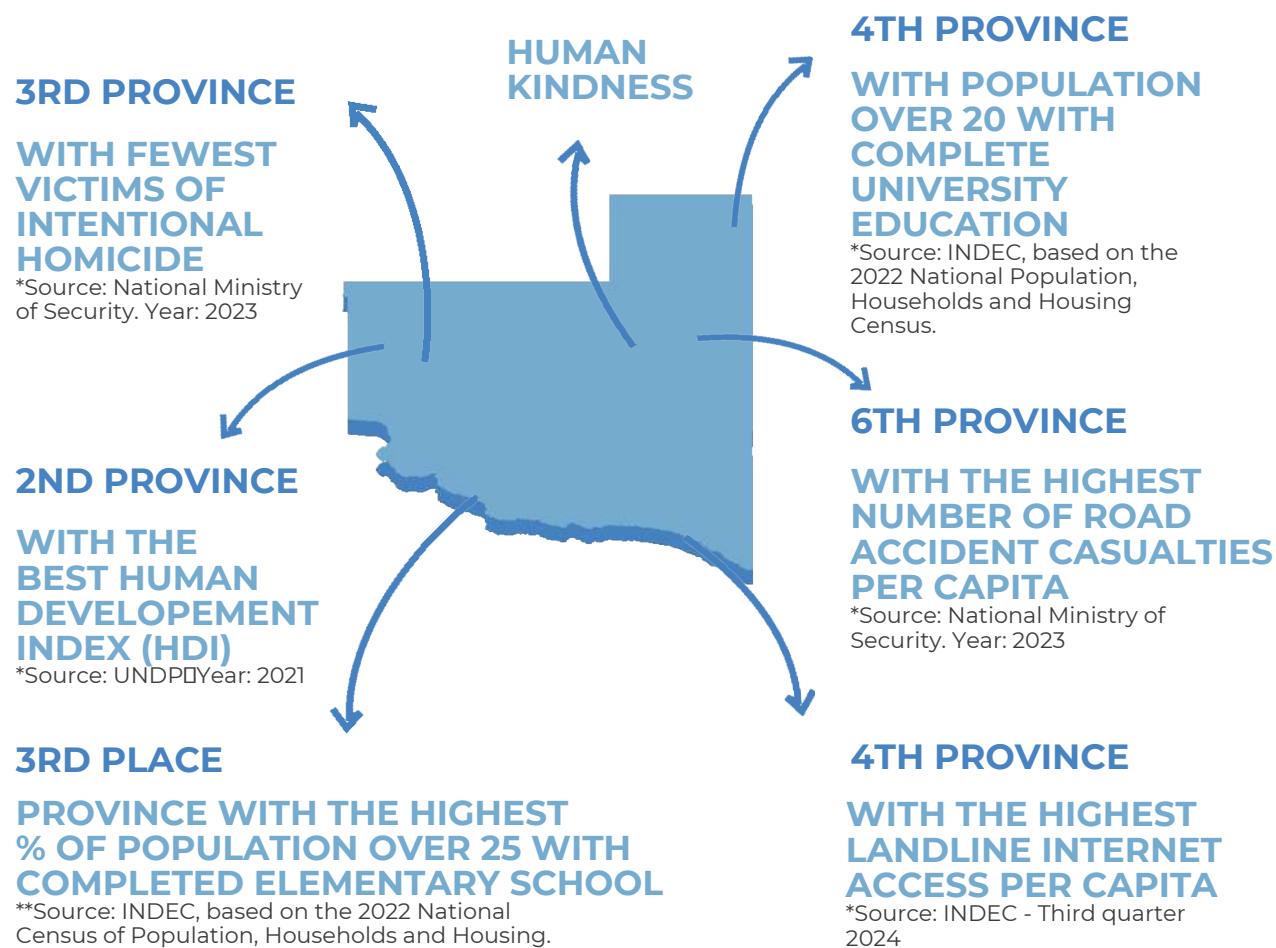 3RD PROVINCE
WITH FEWEST
VICTIMS OF
INTENTIONAL
HOMICIDE
*Source: National Ministry
of Security. Year: 2023
HUMAN
KINDNESS
4TH PROVINCE
WITH POPULATION
OVER 20 WITH
COMPLETE
UNIVERSITY
EDUCATION
*Source: INDEC, based on the
2022 National Population,
Households and Housing
Census.
2ND PROVINCE
WITH THE
BEST HUMAN
DEVELOPEMENT
INDEX (HDI)
*Source: UNDP▯Year: 2021
6TH PROVINCE
WITH THE HIGHEST
NUMBER OF ROAD
ACCIDENT CASUALTIES
PER CAPITA
*Source: National Ministry of
Security. Year: 2023
3RD PLACE
PROVINCE WITH THE HIGHEST
% OF POPULATION OVER 25 WITH
COMPLETED ELEMENTARY SCHOOL
**Source: INDEC, based on the 2022 National
Census of Population, Households and Housing.
4TH PROVINCE
WITH THE HIGHEST
LANDLINE INTERNET
ACCESS PER CAPITA
*Source: INDEC - Third quarter
2024